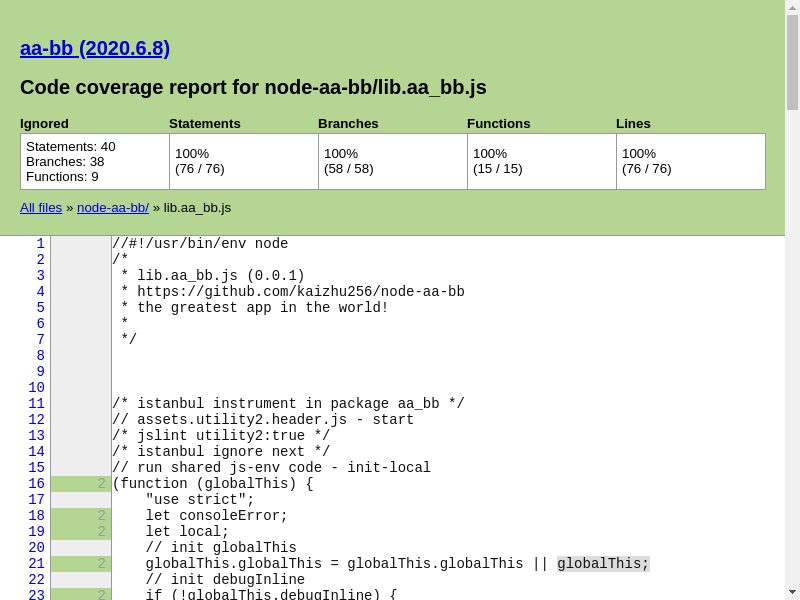 aa-bb (2020.6.8)
Code coverage report for node-aa-bb/lib.aa_bb.js
Ignored Statements Branches Functions Lines
Statements: 40
Branches: 38
Functions: 9
100% 100% 100% 100%
(76 / 76) (58 / 58) (15 / 15) (76 / 76)
All files » node-aa-bb/ » lib.aa_bb.js
1 //#!/usr/bin/env node
2 /*
3  * lib.aa_bb.js (0.0.1)
4  * https://github.com/kaizhu256/node-aa-bb
5  * the greatest app in the world!
6  *
7  */
8
9
10
11 /* istanbul instrument in package aa_bb */
12 // assets.utility2.header.js - start
13 /* jslint utility2:true */
14 /* istanbul ignore next */
15 // run shared js-env code - init-local
16 2 (function (globalThis) {
17     "use strict";
18 2     let consoleError;
19 2     let local;
20     // init globalThis
21 2     globalThis.globalThis = globalThis.globalThis || globalThis;
22     // init debugInline
23 2     if (!globalThis.debugInline) {